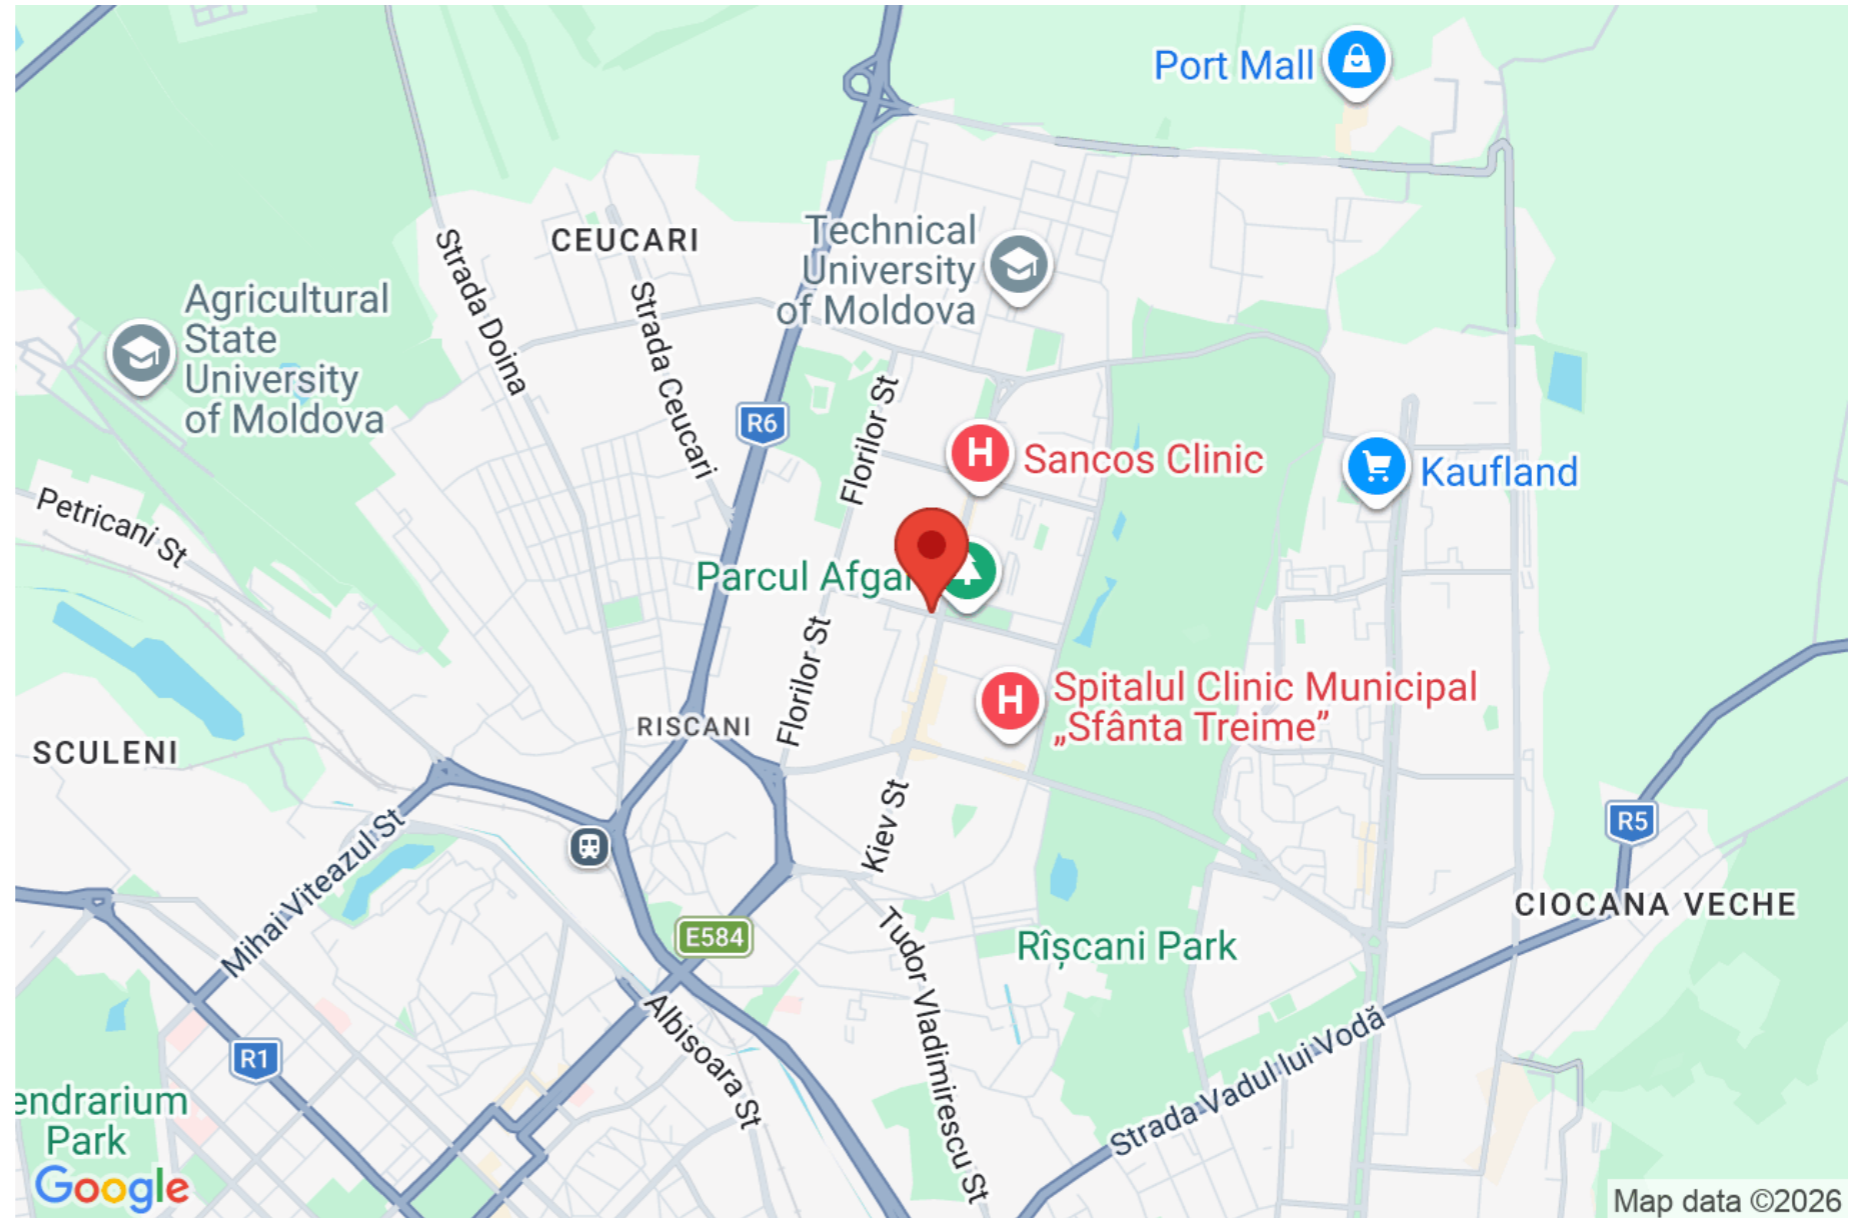 Port Mall
CEUCARI
Technical
University
of Moldova
Agricultural
State
University
of Moldova
Strada Doina
Strada Ceucari
R6
Florilor St
H
Sancos Clinic
Kaufland
Petricani St
Parcul Afgan
Florilor St
H
Spitalul Clinic Municipal
„Sfânta Treime”
RISCANI
SCULENI
Kiev St
R5
Mihai Viteazul St
CIOCANA VECHE
E584
Tudor Vladimirescu St
Rîșcani Park
Albisoara St
R1
Strada Vadul lui Vodă
endrarium
Park
Google
Map data ©2026